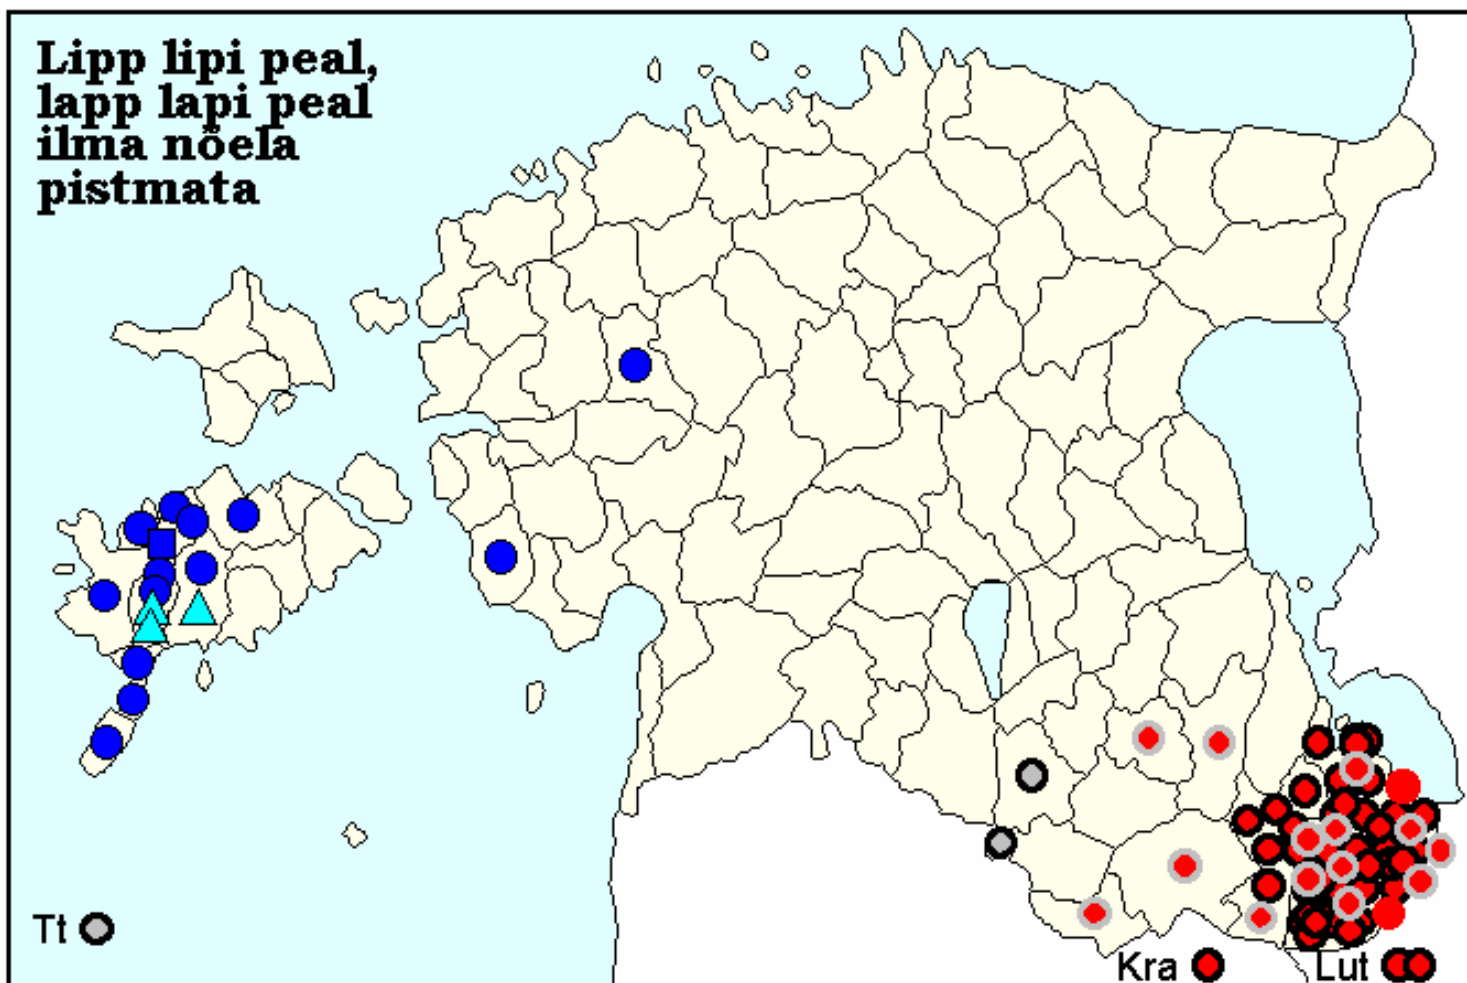 Lipp lipi peal,
lapp lapi peal
ilma nõela
pistmata
Tt
Kra
Lut